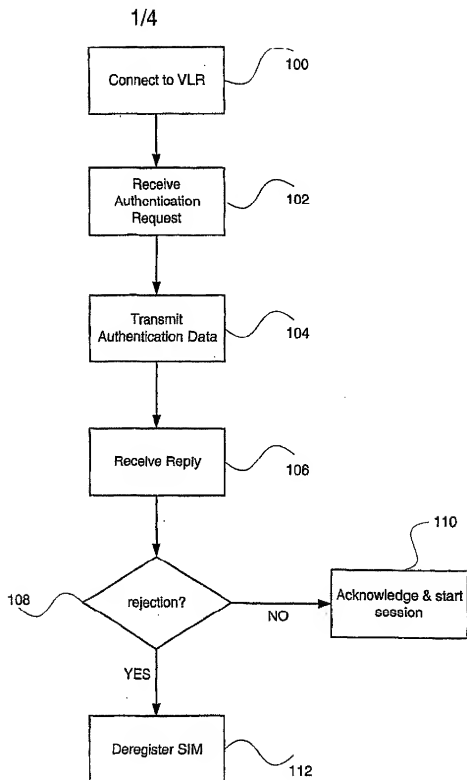 1/4
Connect to VLR
100
Receive
Authentication
Request
102
Transmit
Authentication Data
104
Receive Reply
106
110
108
rejection?
NO
Acknowledge & start
session
YES
Deregister SIM
112